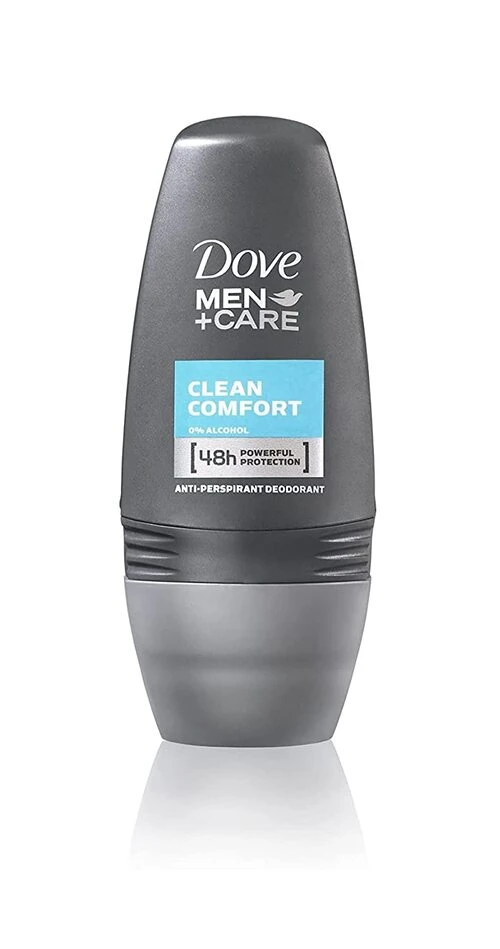 Dove
MEN
+CARE
CLEAN
COMFORT
0% ALCOHOL
[48h POWERFUL
PROTECTION]
ANTI-PERSPIRANT DEODORANT